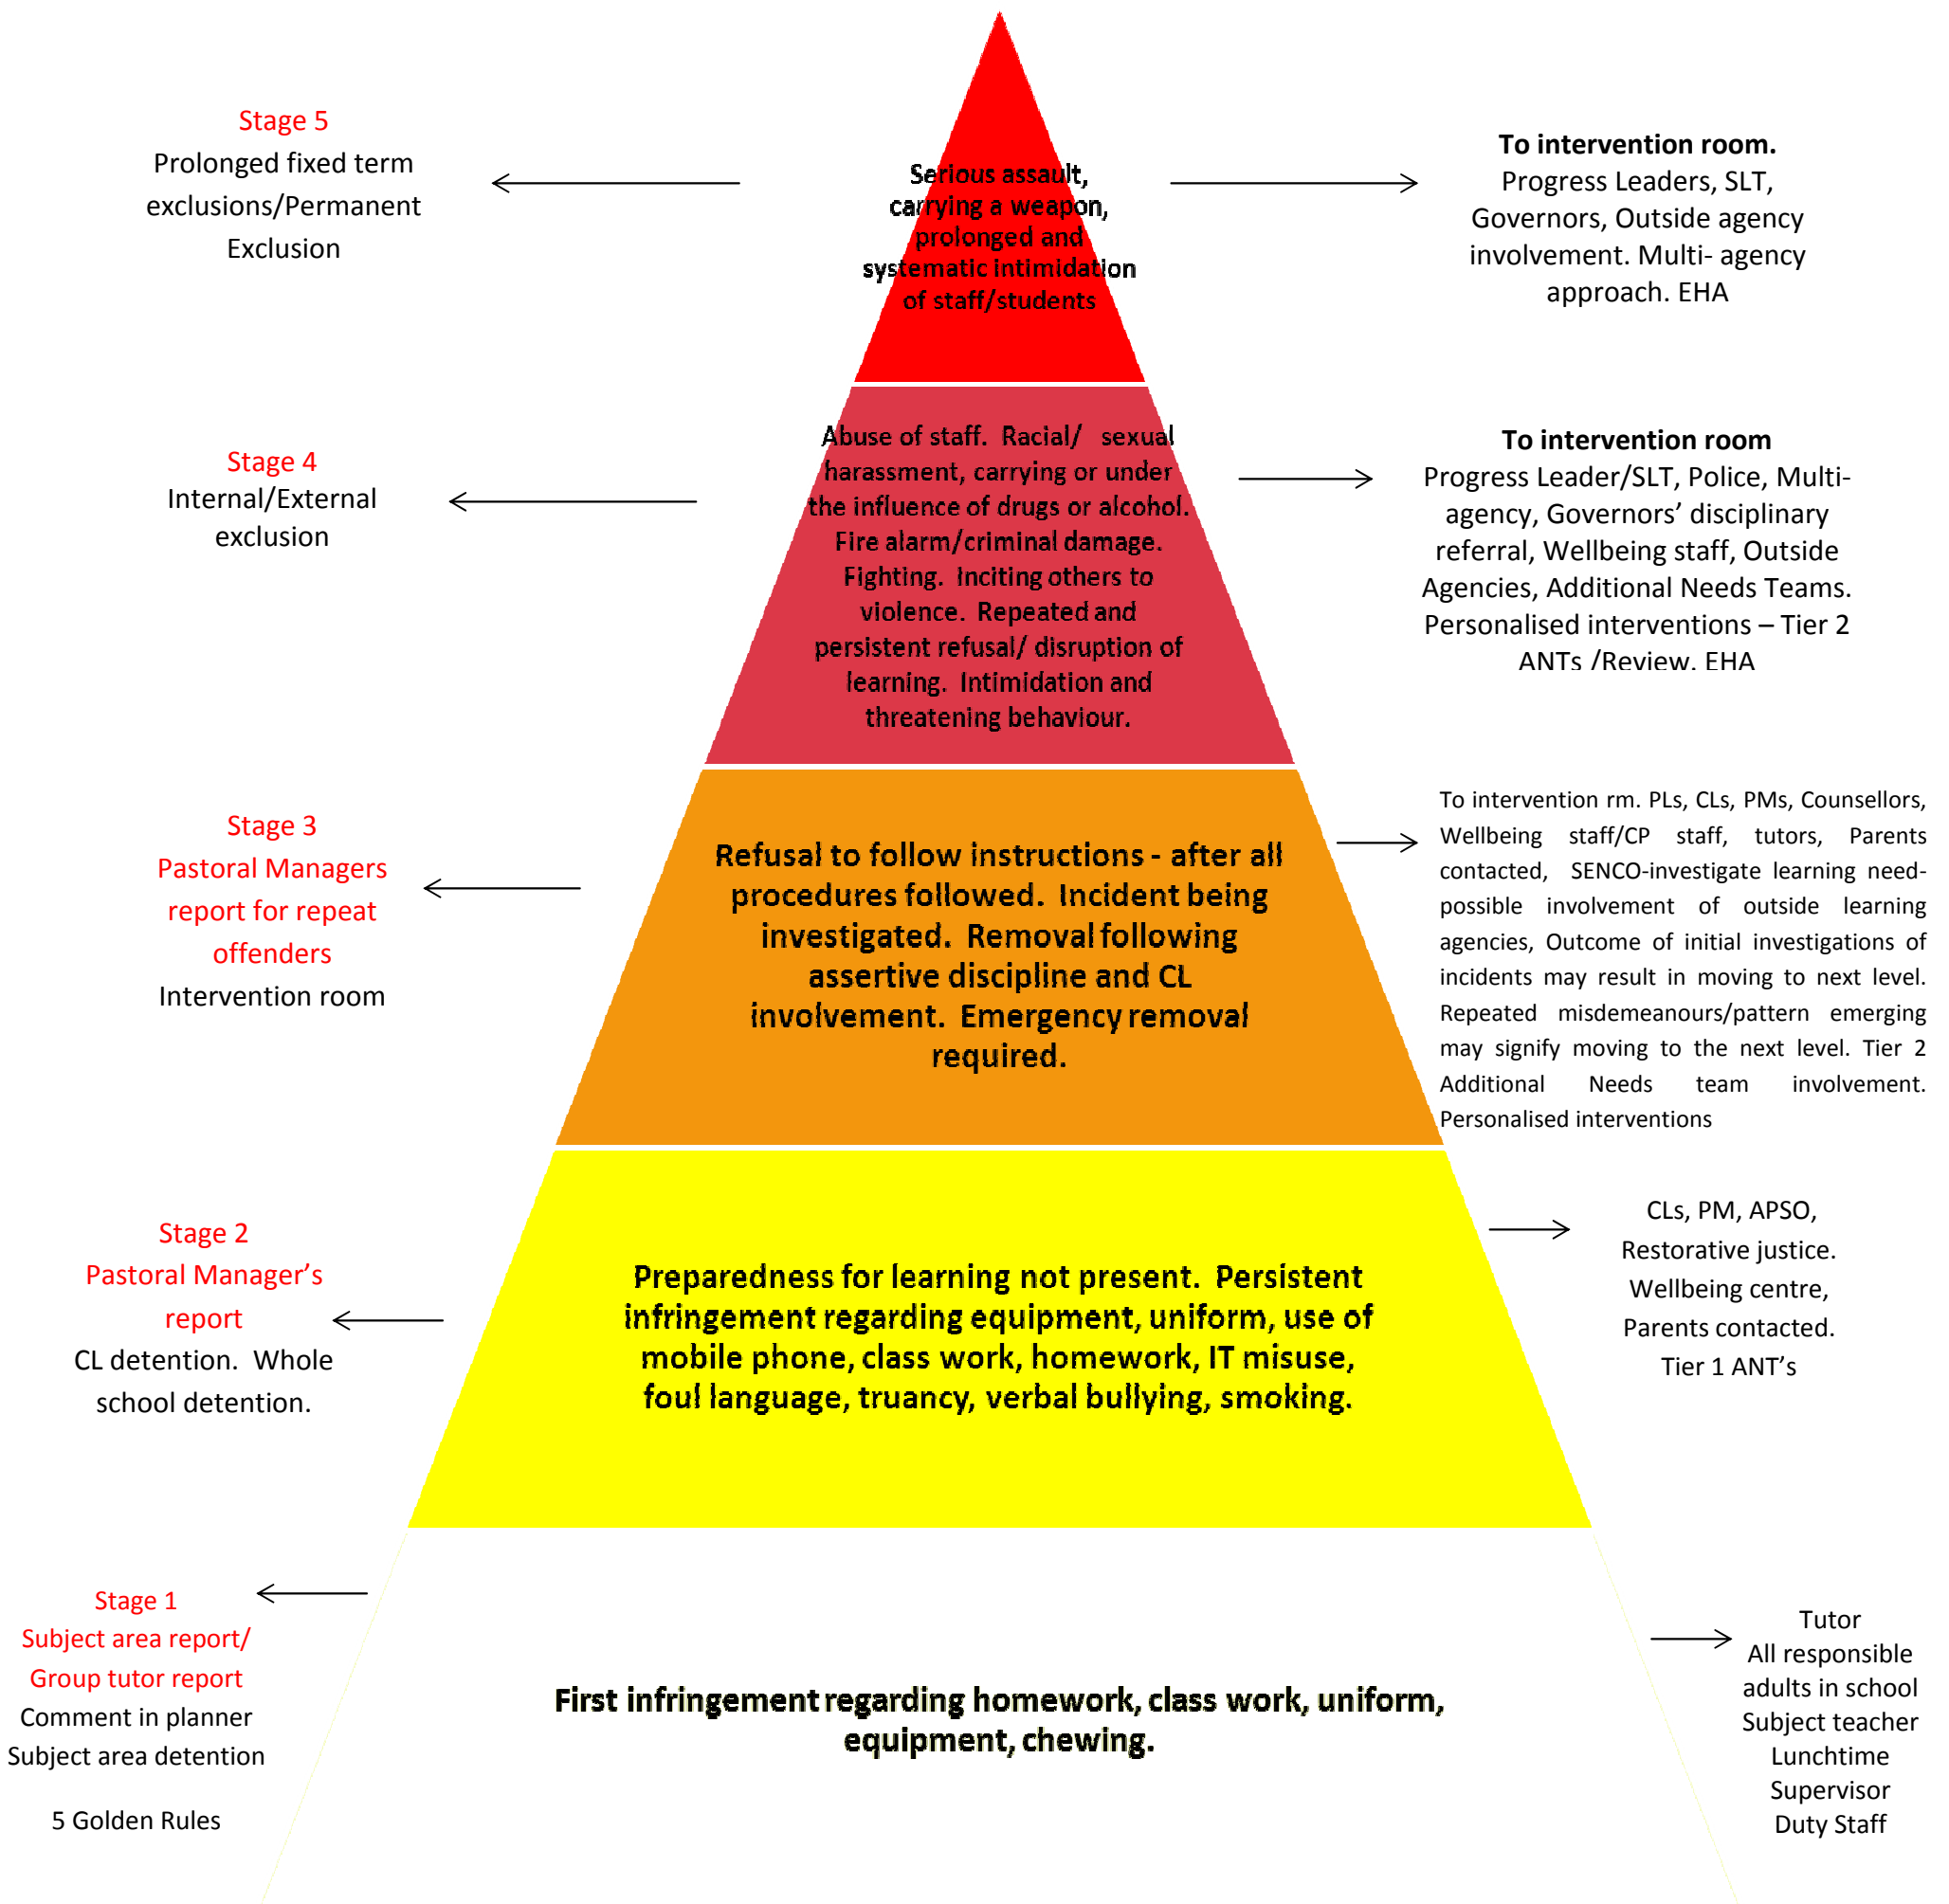 Stage 5
Prolonged fixed term
exclusions/Permanent
Exclusion
Serious assault,
carrying a weapon,
prolonged and
systematic intimidation
of staff/students
To intervention room.
Progress Leaders, SLT,
Governors, Outside agency
involvement. Multi- agency
approach. EHA
Stage 4
Internal/External
exclusion
Abuse of staff. Racial/ sexual
harassment, carrying or under
the influence of drugs or alcohol.
Fire alarm/criminal damage.
Fighting. Inciting others to
violence. Repeated and
persistent refusal/ disruption of
learning. Intimidation and
threatening behaviour.
To intervention room
Progress Leader/SLT, Police, Multi-
agency, Governors’ disciplinary
referral, Wellbeing staff, Outside
Agencies, Additional Needs Teams.
Personalised interventions – Tier 2
ANTs /Review. EHA
Stage 3
Pastoral Managers
report for repeat
offenders
Intervention room
Refusal to follow instructions - after all
procedures followed. Incident being
investigated. Removal following
assertive discipline and CL
involvement. Emergency removal
required.
To intervention rm. PLs, CLs, PMs, Counsellors,
Wellbeing staff/CP staff, tutors, Parents
contacted, SENCO-investigate learning need-
possible involvement of outside learning
agencies, Outcome of initial investigations of
incidents may result in moving to next level.
Repeated misdemeanours/pattern emerging
may signify moving to the next level. Tier 2
Additional Needs team involvement.
Personalised interventions
Stage 2
Pastoral Manager’s
report
CL detention. Whole
school detention.
Preparedness for learning not present. Persistent
infringement regarding equipment, uniform, use of
mobile phone, class work, homework, IT misuse,
foul language, truancy, verbal bullying, smoking.
CLs, PM, APSO,
Restorative justice.
Wellbeing centre,
Parents contacted.
Tier 1 ANT’s
Stage 1
Subject area report/
Group tutor report
Comment in planner
Subject area detention
5 Golden Rules
First infringement regarding homework, class work, uniform,
equipment, chewing.
Tutor
All responsible
adults in school
Subject teacher
Lunchtime
Supervisor
Duty Staff